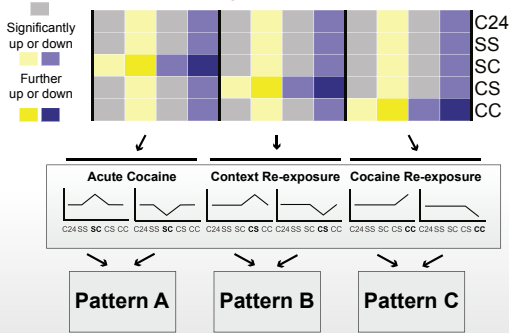 Significantly
up or down
Further
up or down
C24
SS
SC
CS
CC
Acute Cocaine Context Re-exposure Cocaine Re-exposure
C24 SS SC CS CC C24 SS SC CS CC C24 SS SC CS CC C24 SS SC CS CC C24 SS SC CS CC C24 SS SC CS CC
Pattern A Pattern B Pattern C